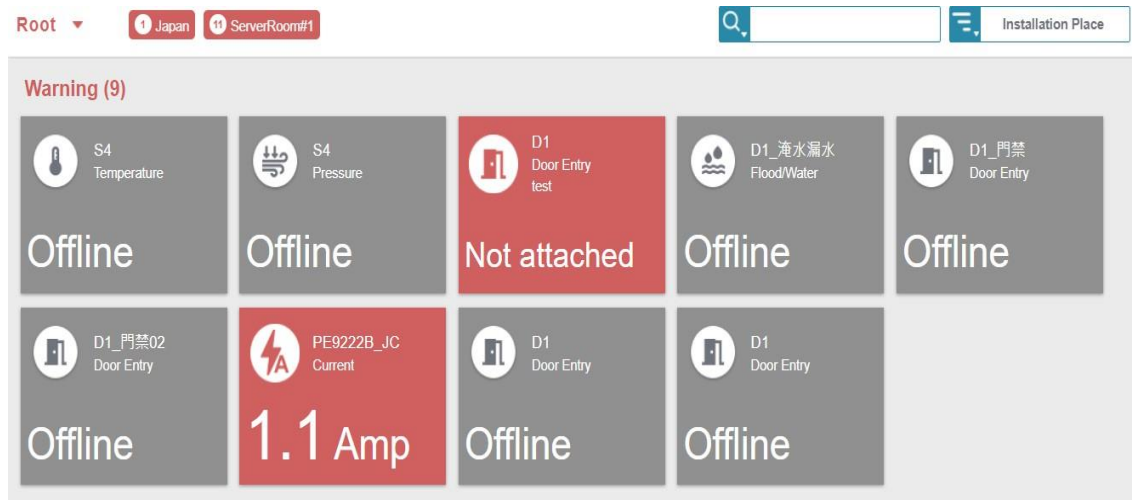 Root
1 Japan
11 ServerRoom#1
Installation Place
Warning (9)
S4
Temperature
Offline
S4
Pressure
Offline
D1
Door Entry
test
Not attached
D1_淹水漏水
Flood/Water
Offline
D1_門禁
Door Entry
Offline
D1_門禁02
Door Entry
Offline
A
PE9222B_JC
Current
1.1 Amp
D1
Door Entry
Offline
D1
Door Entry
Offline